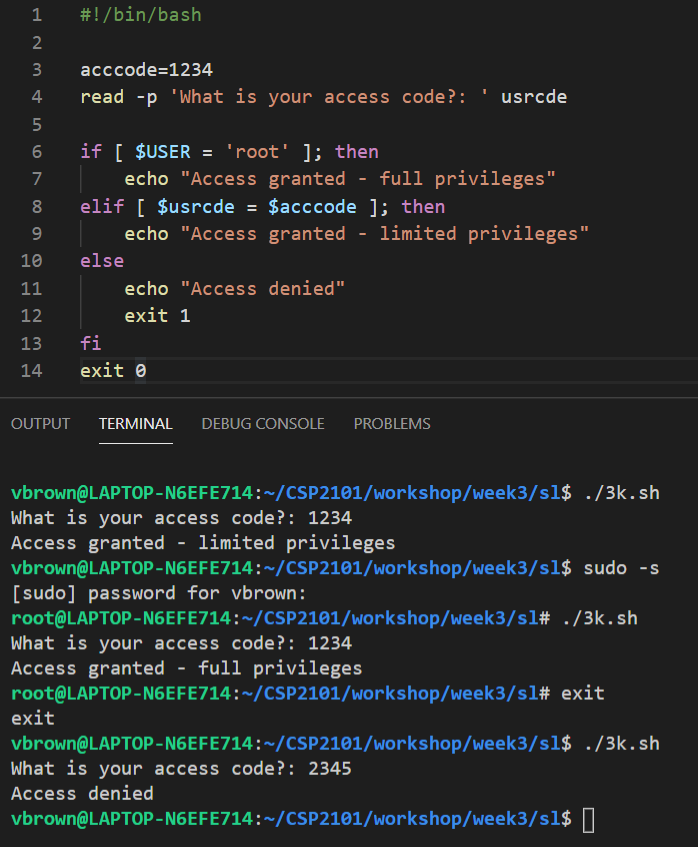 1 #!/bin/bash
2
3 acccode=1234
4 read -p 'What is your access code?: ' usrcde
5
6 if [ $USER = 'root' ]; then
7     echo "Access granted - full privileges"
8 elif [ $usrcde = $acccode ]; then
9     echo "Access granted - limited privileges"
10 else
11     echo "Access denied"
12     exit 1
13 fi
14 exit 0
OUTPUT TERMINAL DEBUG CONSOLE PROBLEMS
vbrown@LAPTOP-N6EFE714:~/CSP2101/workshop/week3/sl$ ./3k.sh
What is your access code?: 1234
Access granted - limited privileges
vbrown@LAPTOP-N6EFE714:~/CSP2101/workshop/week3/sl$ sudo -s
[sudo] password for vbrown:
root@LAPTOP-N6EFE714:~/CSP2101/workshop/week3/sl# ./3k.sh
What is your access code?: 1234
Access granted - full privileges
root@LAPTOP-N6EFE714:~/CSP2101/workshop/week3/sl# exit
exit
vbrown@LAPTOP-N6EFE714:~/CSP2101/workshop/week3/sl$ ./3k.sh
What is your access code?: 2345
Access denied
vbrown@LAPTOP-N6EFE714:~/CSP2101/workshop/week3/sl$